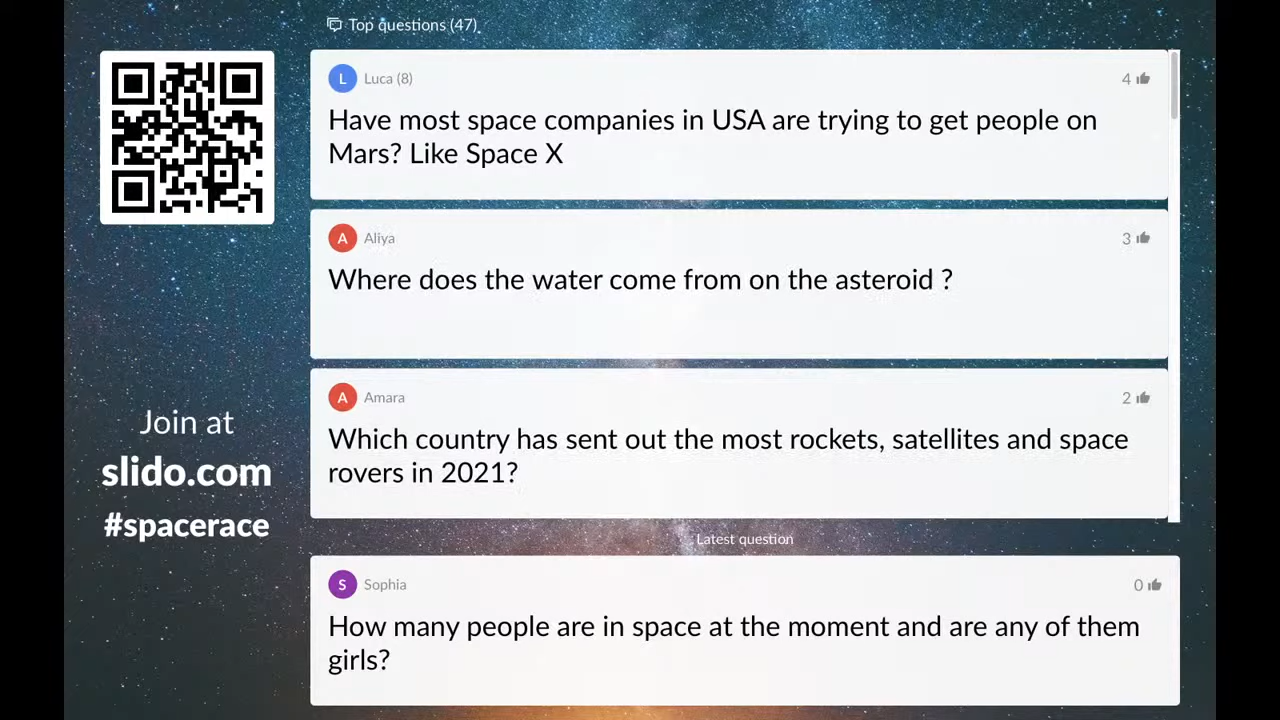 Top questions (47)
L Luca (8) 4
Have most space companies in USA are trying to get people on
Mars? Like Space X
A Aliya 3
Where does the water come from on the asteroid ?
A Amara 2
Which country has sent out the most rockets, satellites and space
rovers in 2021?
Join at
slido.com
#spacerace
Latest question
S Sophia 0
How many people are in space at the moment and are any of them
girls?